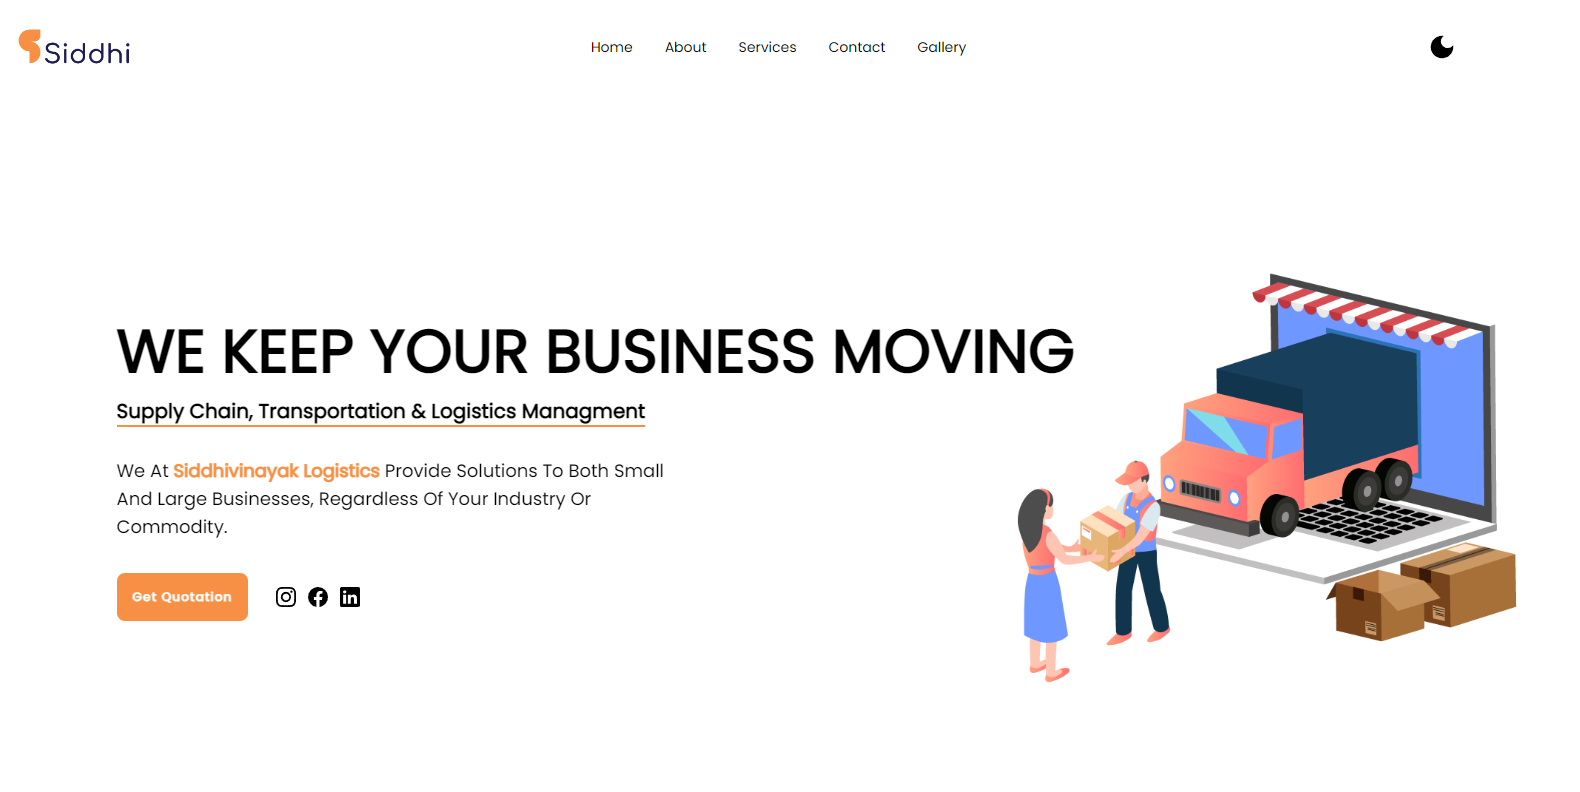 Siddhi
Home About Services Contact Gallery
WE KEEP YOUR BUSINESS MOVING
Supply Chain, Transportation & Logistics Managment
We At Siddhivinayak Logistics Provide Solutions To Both Small
And Large Businesses, Regardless Of Your Industry Or
Commodity.
Get Quotation